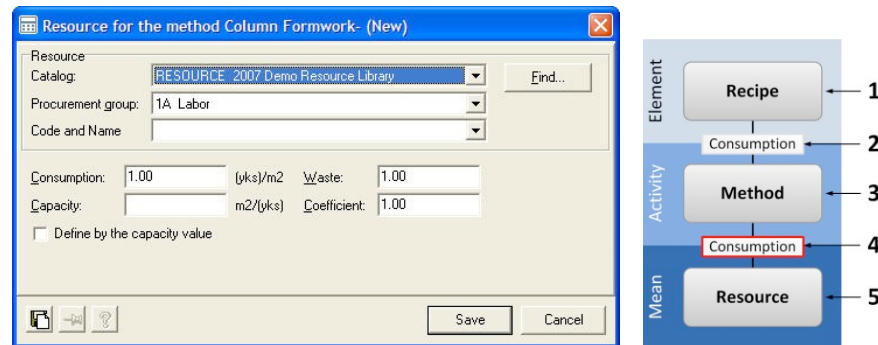 Resource for the method Column Formwork- (New)
Resource
Catalog: RESOURCE 2007 Demo Resource Library Find...
Procurement group: 1A Labor
Code and Name
Consumption: 1.00 (yks)/m2 Waste: 1.00
Capacity: m2/(yks) Coefficient: 1.00
Define by the capacity value
Save Cancel
Element
Recipe 1
Consumption 2
Activity
Method 3
Consumption 4
Mean
Resource 5